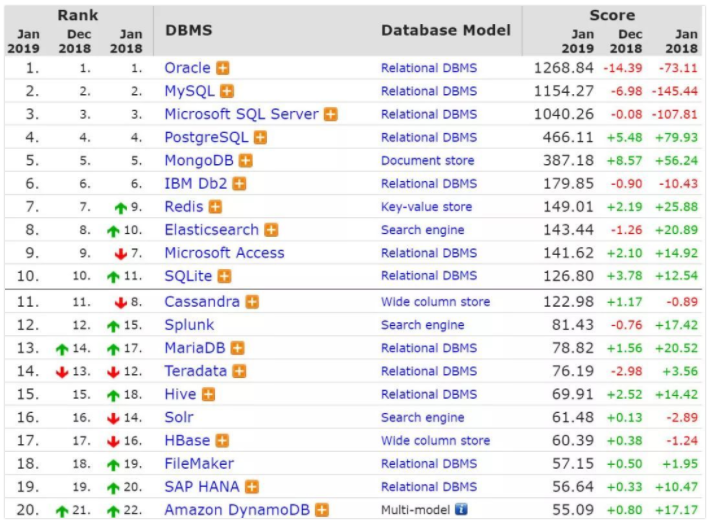 Rank Score
Jan 2019 Dec 2018 Jan 2018 DBMS Database Model Jan 2019 Dec 2018 Jan 2018
1. 1. 1. Oracle Relational DBMS 1268.84 -14.39 -73.11
2. 2. 2. MySQL Relational DBMS 1154.27 -6.98 -145.44
3. 3. 3. Microsoft SQL Server Relational DBMS 1040.26 -0.08 -107.81
4. 4. 4. PostgreSQL Relational DBMS 466.11 +5.48 +79.93
5. 5. 5. MongoDB Document store 387.18 +8.57 +56.24
6. 6. 6. IBM Db2 Relational DBMS 179.85 -0.90 -10.43
7. 7. 9. Redis Key-value store 149.01 +2.19 +25.88
8. 8. 10. Elasticsearch Search engine 143.44 -1.26 +20.89
9. 9. 7. Microsoft Access Relational DBMS 141.62 +2.10 +14.92
10. 10. 11. SQLite Relational DBMS 126.80 +3.78 +12.54
11. 11. 8. Cassandra Wide column store 122.98 +1.17 -0.89
12. 12. 15. Splunk Search engine 81.43 -0.76 +17.42
13. 14. 17. MariaDB Relational DBMS 78.82 +1.56 +20.52
14. 13. 12. Teradata Relational DBMS 76.19 -2.98 +3.56
15. 15. 18. Hive Relational DBMS 69.91 +2.52 +14.42
16. 16. 14. Solr Search engine 61.48 +0.13 -2.89
17. 17. 16. HBase Wide column store 60.39 +0.38 -1.24
18. 18. 19. FileMaker Relational DBMS 57.15 +0.50 +1.95
19. 19. 20. SAP HANA Relational DBMS 56.64 +0.33 +10.47
20. 21. 22. Amazon DynamoDB Multi-model i 55.09 +0.80 +17.17